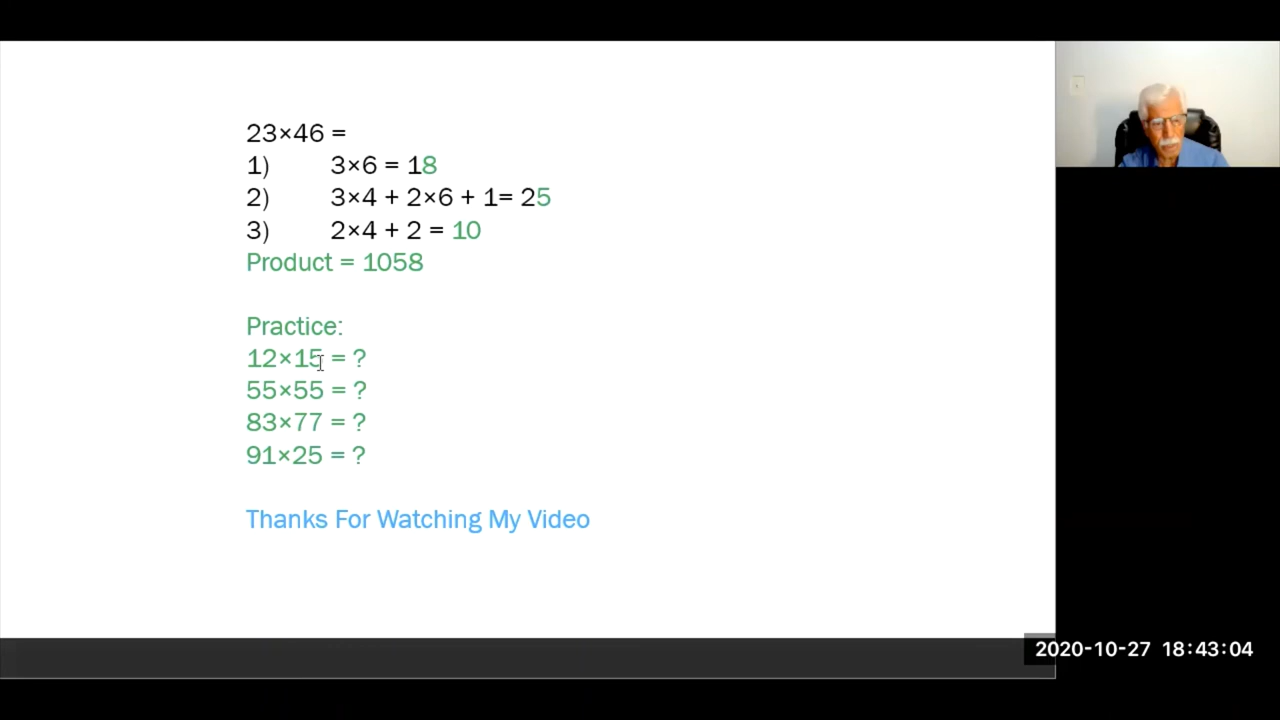 23×46 =
1) 3×6 = 18
2) 3×4 + 2×6 + 1= 25
3) 2×4 + 2 = 10
Product = 1058
Practice:
12×15 = ?
55×55 = ?
83×77 = ?
91×25 = ?
Thanks For Watching My Video
2020-10-27 18:43:04